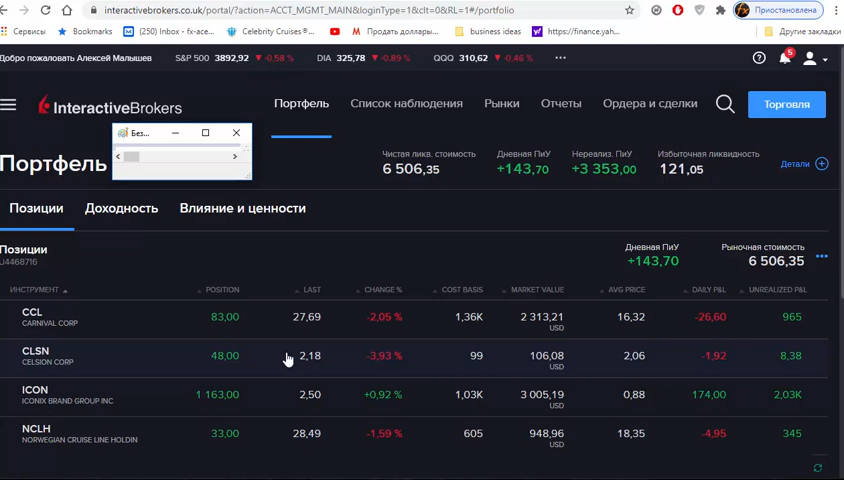 interactivebrokers.co.uk/portal/?action=ACCT_MGMT_MAIN&loginType=1&clt=0&RL=1#/portfolio
Приостановлена
Сервисы Bookmarks (250) Inbox - fx-ace... Celebrity Cruises®... Продать доллары... business ideas https://finance.yah... Другие закладки
Добро пожаловать Алексей Малышев S&P 500 3892,92 ▼ -0,58 % DIA 325,78 ▼ -0,89 % QQQ 310,62 ▼ -0,46 % ••• 5
InteractiveBrokers Портфель Список наблюдения Рынки Отчеты Ордера и сделки Торговля
Без...
Портфель
Чистая ликв. стоимость Дневная ПиУ Нереализ. ПиУ Избыточная ликвидность
6 506,35 +143,70 +3 353,00 121,05 Детали
Позиции Доходность Влияние и ценности
Позиции Дневная ПиУ Рыночная стоимость
U4468716 +143,70 6 506,35 •••
ИНСТРУМЕНТ POSITION LAST CHANGE % COST BASIS MARKET VALUE AVG PRICE DAILY P&L UNREALIZED P&L
CCL 83,00 27,69 -2,05 % 1,36K 2 313,21 16,32 -26,60 965
CARNIVAL CORP USD
CLSN 48,00 2,18 -3,93 % 99 106,08 2,06 -1,92 8,38
CELSION CORP USD
ICON 1 163,00 2,50 +0,92 % 1,03K 3 005,19 0,88 174,00 2,03K
ICONIX BRAND GROUP INC USD
NCLH 33,00 28,49 -1,59 % 605 948,96 18,35 -4,95 345
NORWEGIAN CRUISE LINE HOLDIN USD